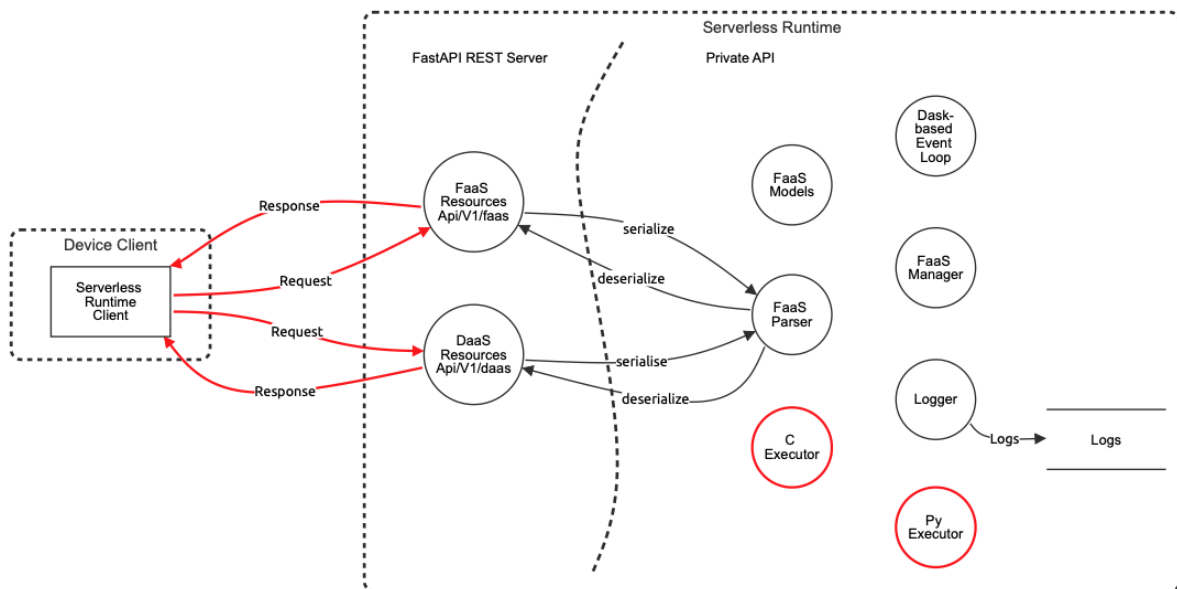 Serverless Runtime
FastAPI REST Server
Private API
Dask-
based
Event
Loop
FaaS
Models
FaaS
Resources
Api/V1/faas
Response
serialize
Device Client
FaaS
Manager
Request
deserialize
Serverless
Runtime
Client
FaaS
Parser
Request
DaaS
Resources
Api/V1/daas
serialise
Response
deserialize
Logger
C
Executor
Logs
Logs
Py
Executor